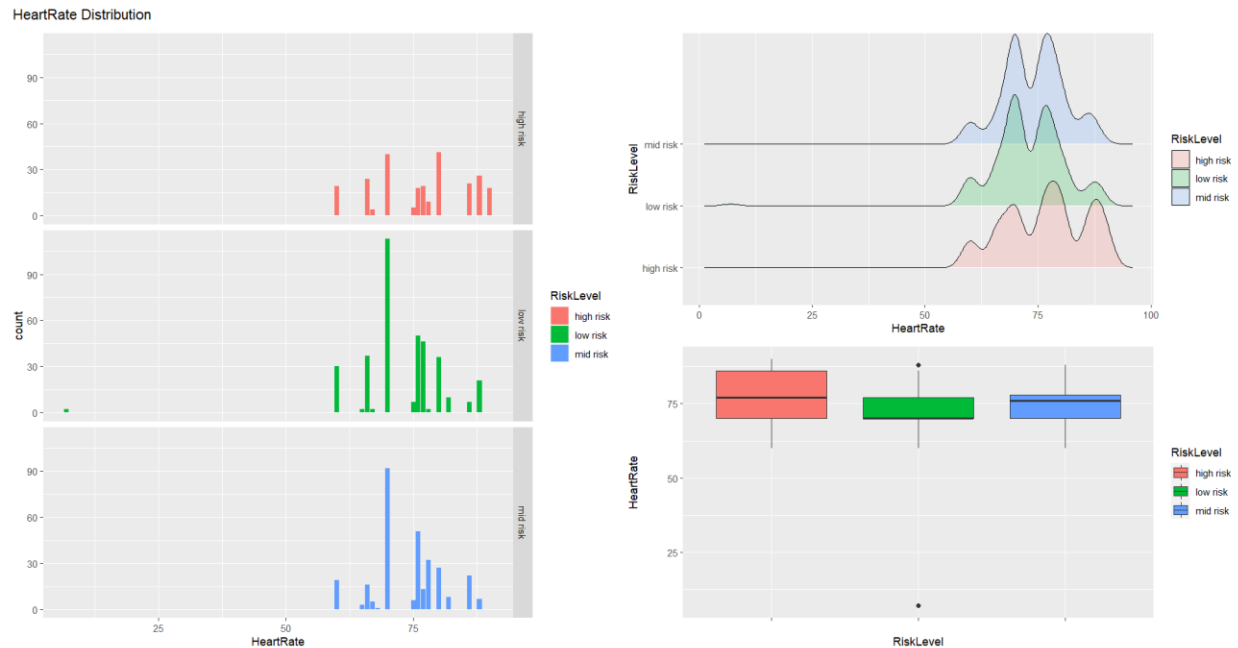 HeartRate Distribution
90
60
30
0
high risk
90
60
30
0
low risk
90
60
30
0
mid risk
count
25
50
75
HeartRate
RiskLevel
high risk
low risk
mid risk
mid risk
low risk
high risk
RiskLevel
0
25
50
75
100
HeartRate
RiskLevel
high risk
low risk
mid risk
75
50
25
HeartRate
RiskLevel
RiskLevel
high risk
low risk
mid risk